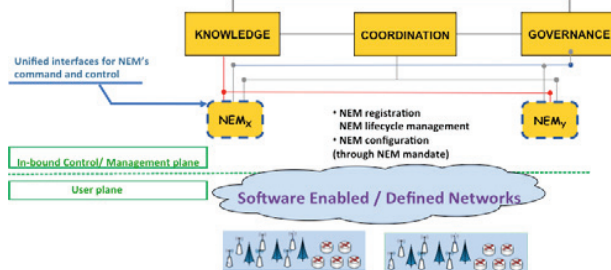 KNOWLEDGE
COORDINATION
GOVERNANCE
Unified interfaces for NEM's
command and control
NEMX
NEMY
• NEM registration
NEM lifecycle management
• NEM configuration
(through NEM mandate)
In-bound Control/ Management plane
User plane
Software Enabled / Defined Networks